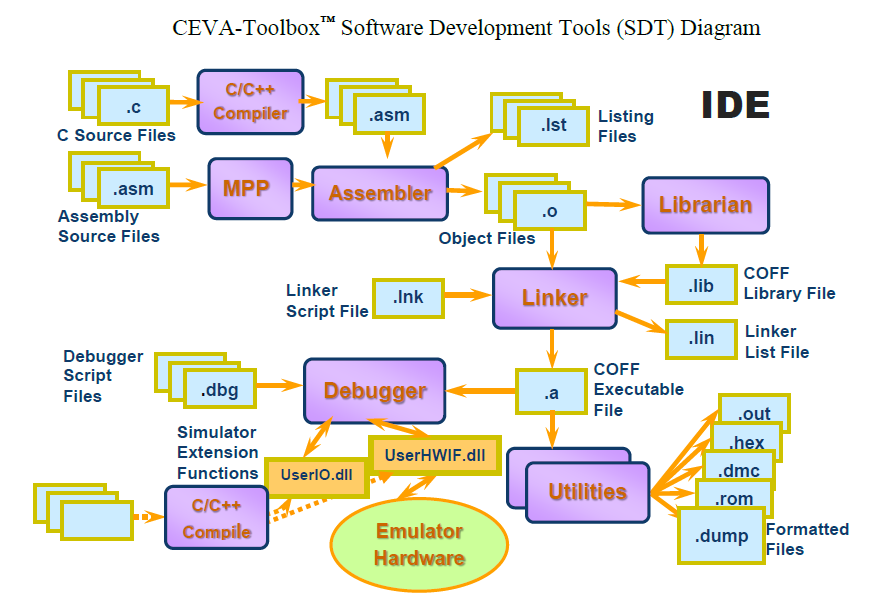 CEVA-Toolbox™ Software Development Tools (SDT) Diagram
IDE
.c
C Source Files
C/C++
Compiler
.asm
.lst
Listing
Files
.asm
Assembly
Source Files
MPP
Assembler
.o
Object Files
Librarian
Linker
Script File
.lnk
Linker
.lib
COFF
Library File
.lin
Linker
List File
Debugger
Script
Files
.dbg
Debugger
.a
COFF
Executable
File
Simulator
Extension
Functions
UserIO.dll
UserHWIF.dll
C/C++
Compile
Emulator
Hardware
Utilities
.out
.hex
.dmc
.rom
.dump
Formatted
Files